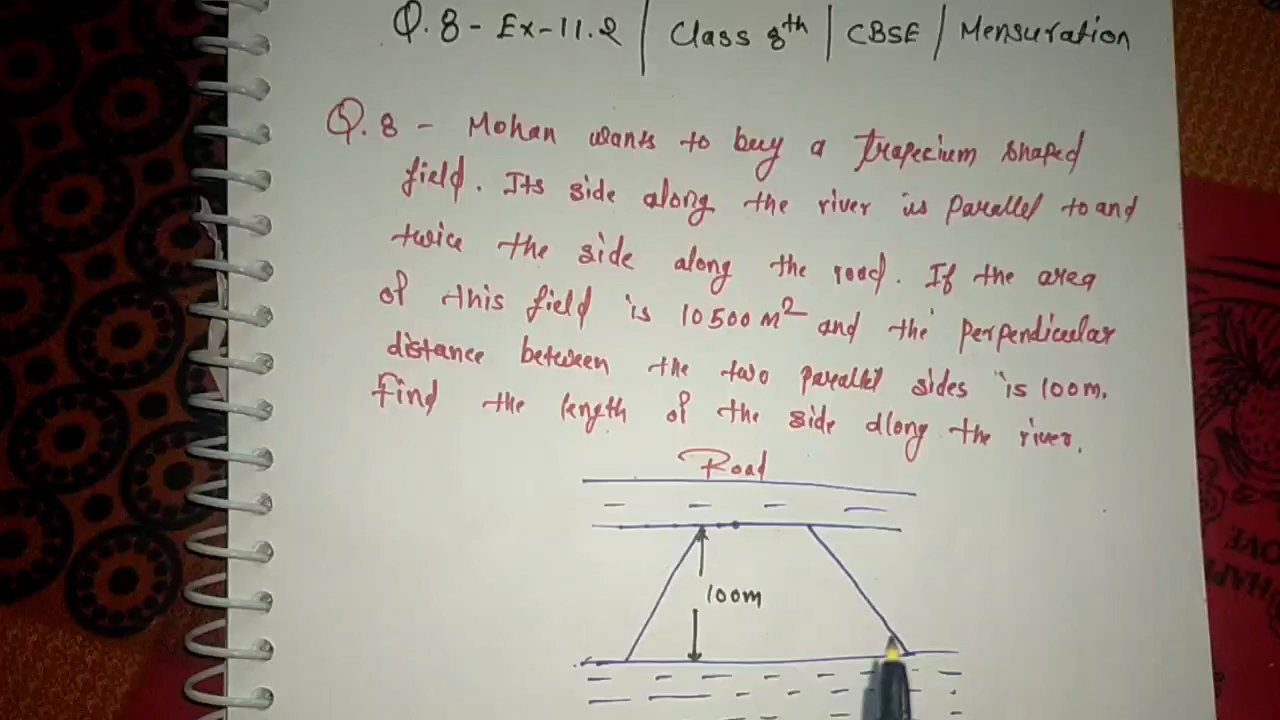 Q.8 - Ex-11.2 | Class 8th | CBSE | Mensuration
Q.8 - Mohan wants to buy a trapezium shaped
field. Its side along the river is parallel to and
twice the side along the road. If the area
of this field is 10500 m² and the perpendicular
distance between the two parallel sides is 100m.
Find the length of the side along the river.
Road
100m